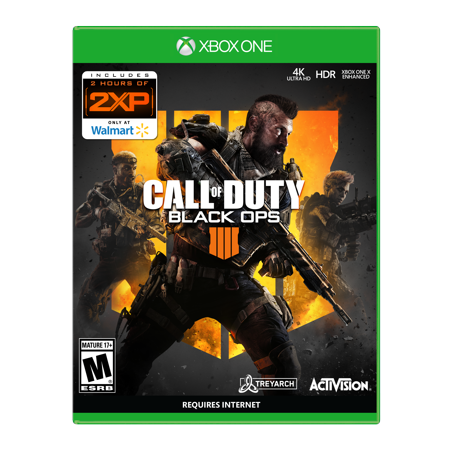 XBOX ONE
INCLUDES
2 HOURS OF
2XP
ONLY AT
Walmart
4K
ULTRA HD
HDR
XBOX ONE X
ENHANCED
CALL OF DUTY
BLACK OPS
IIII
MATURE 17+
M
ESRB
TREYARCH
ACTIVISION
REQUIRES INTERNET